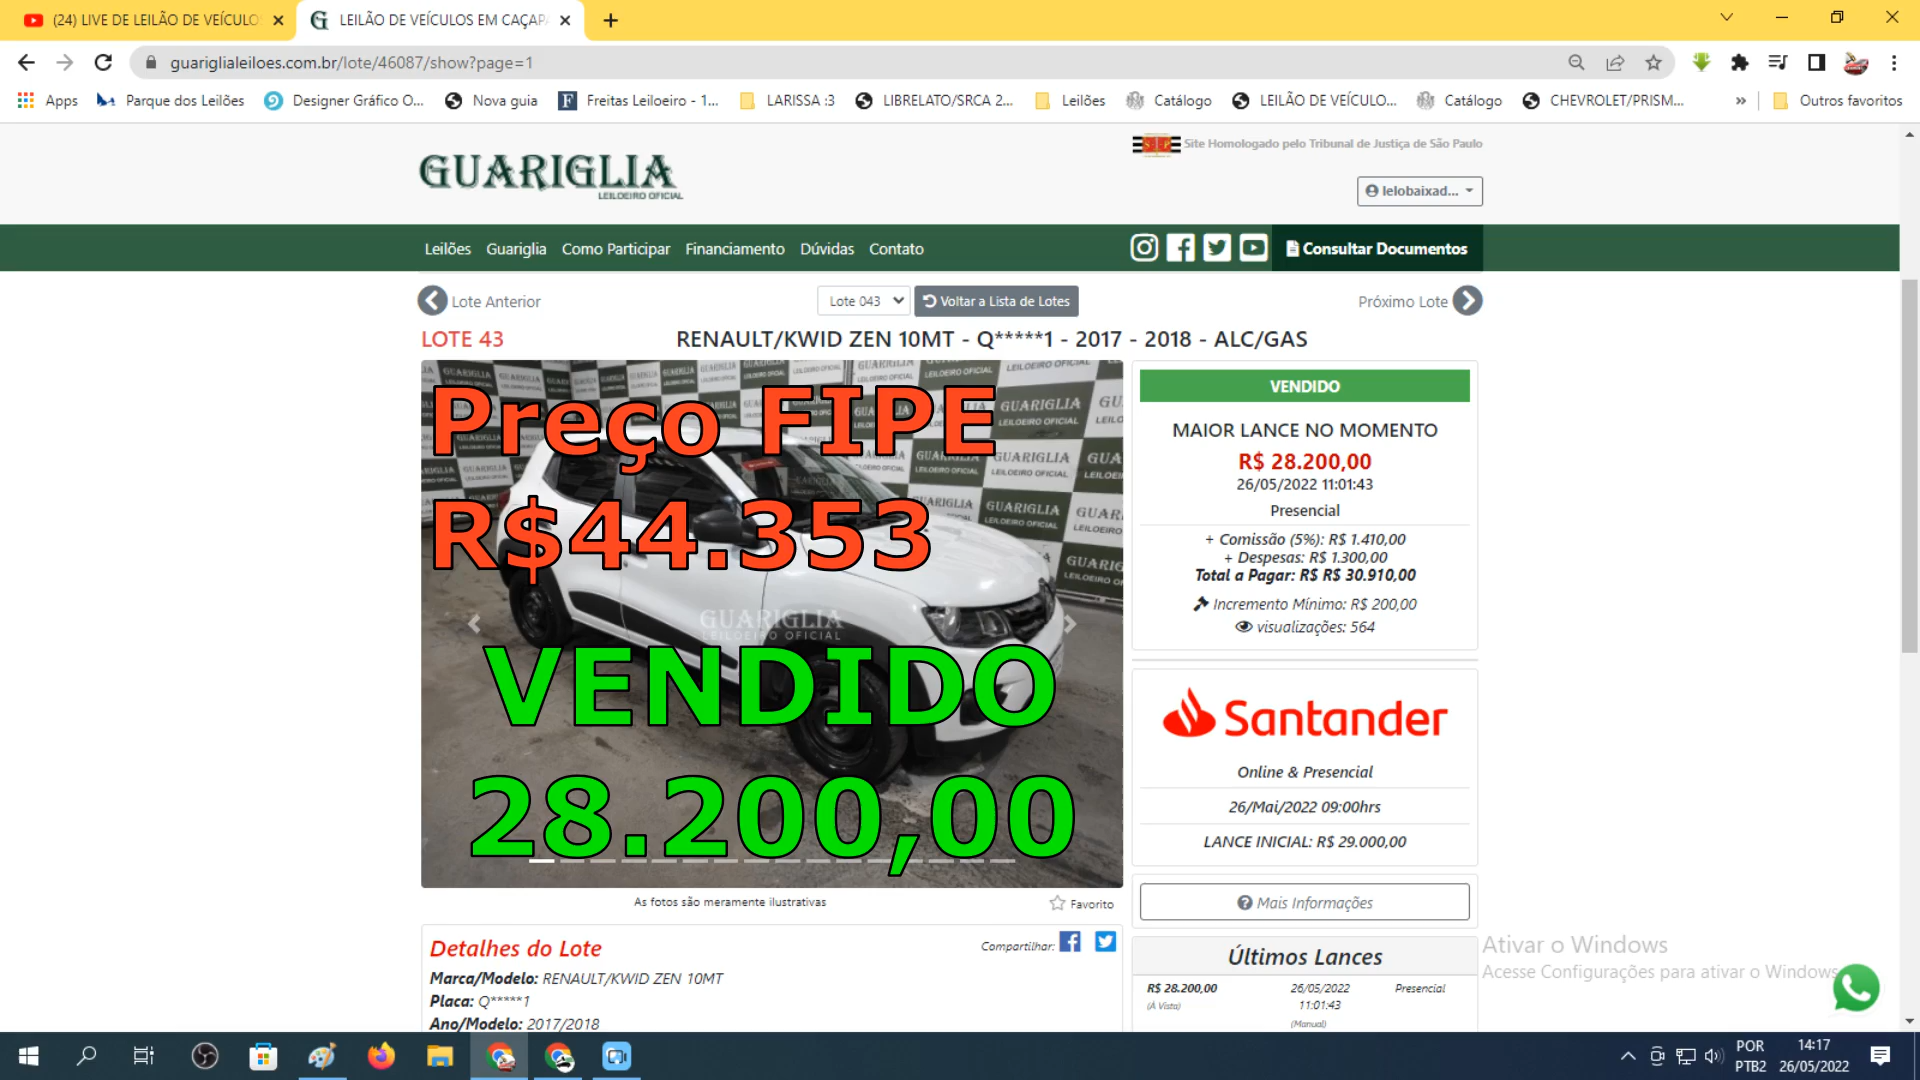 (24) LIVE DE LEILÃO DE VEÍCULO
LEILÃO DE VEÍCULOS EM CAÇAPA
guariglialeiloes.com.br/lote/46087/show?page=1
Apps
Parque dos Leilões
Designer Gráfico O...
Nova guia
Freitas Leiloeiro - 1...
LARISSA :3
LIBRELATO/SRCA 2...
Leilões
Catálogo
LEILÃO DE VEÍCULO...
Catálogo
CHEVROLET/PRISM...
»
Outros favoritos
GUARIGLIA
LEILOEIRO OFICIAL
Site Homologado pelo Tribunal de Justiça de São Paulo
lelobaixad...
Leilões Guariglia Como Participar Financiamento Dúvidas Contato
Consultar Documentos
Lote Anterior
Lote 043
Voltar a Lista de Lotes
Próximo Lote
LOTE 43
RENAULT/KWID ZEN 10MT - Q*****1 - 2017 - 2018 - ALC/GAS
Preço FIPE
R$44.353
GUARIGLIA
LEILOEIRO OFICIAL
VENDIDO
28.200,00
As fotos são meramente ilustrativas
Favorito
Detalhes do Lote
Compartilhar:
Marca/Modelo: RENAULT/KWID ZEN 10MT
Placa: Q*****1
Ano/Modelo: 2017/2018
VENDIDO
MAIOR LANCE NO MOMENTO
R$ 28.200,00
26/05/2022 11:01:43
Presencial
+ Comissão (5%): R$ 1.410,00
+ Despesas: R$ 1.300,00
Total a Pagar: R$ R$ 30.910,00
Incremento Mínimo: R$ 200,00
visualizações: 564
Santander
Online & Presencial
26/Mai/2022 09:00hrs
LANCE INICIAL: R$ 29.000,00
Mais Informações
Últimos Lances
R$ 28.200,00 26/05/2022 Presencial
(À Vista) 11:01:43
(Manual)
Ativar o Windows
Acesse Configurações para ativar o Windows
POR
PTB2
14:17
26/05/2022